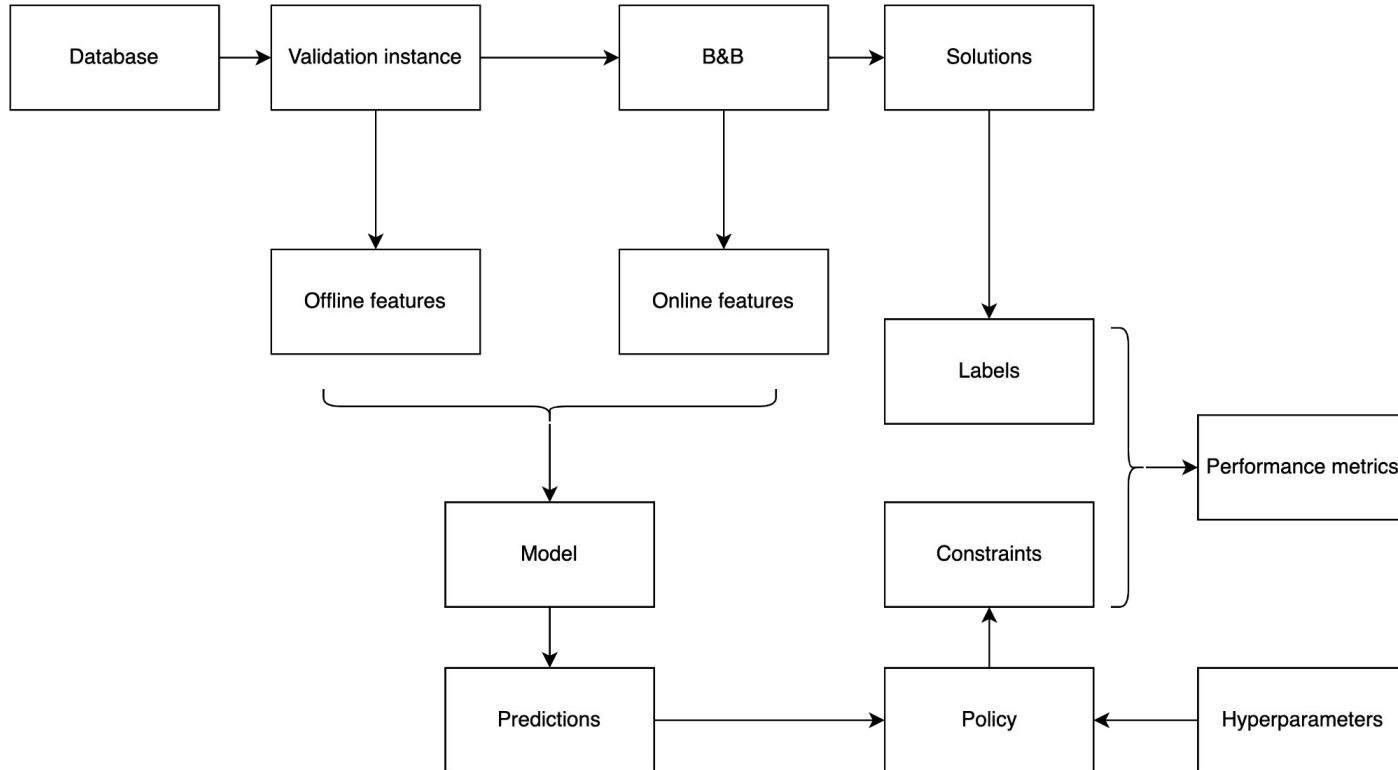 Database
Validation instance
B&B
Solutions
Offline features
Online features
Labels
Performance metrics
Model
Constraints
Predictions
Policy
Hyperparameters